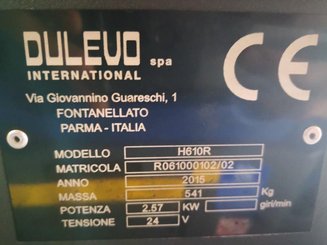 DULEVO spa
INTERNATIONAL
CE
Via Giovannino Guareschi, 1
FONTANELLATO
PARMA - ITALIA
MODELLO H610R
MATRICOLA R061000102/02
ANNO 2015
MASSA 541 Kg
POTENZA 2.57 KW giri/min
TENSIONE 24 V